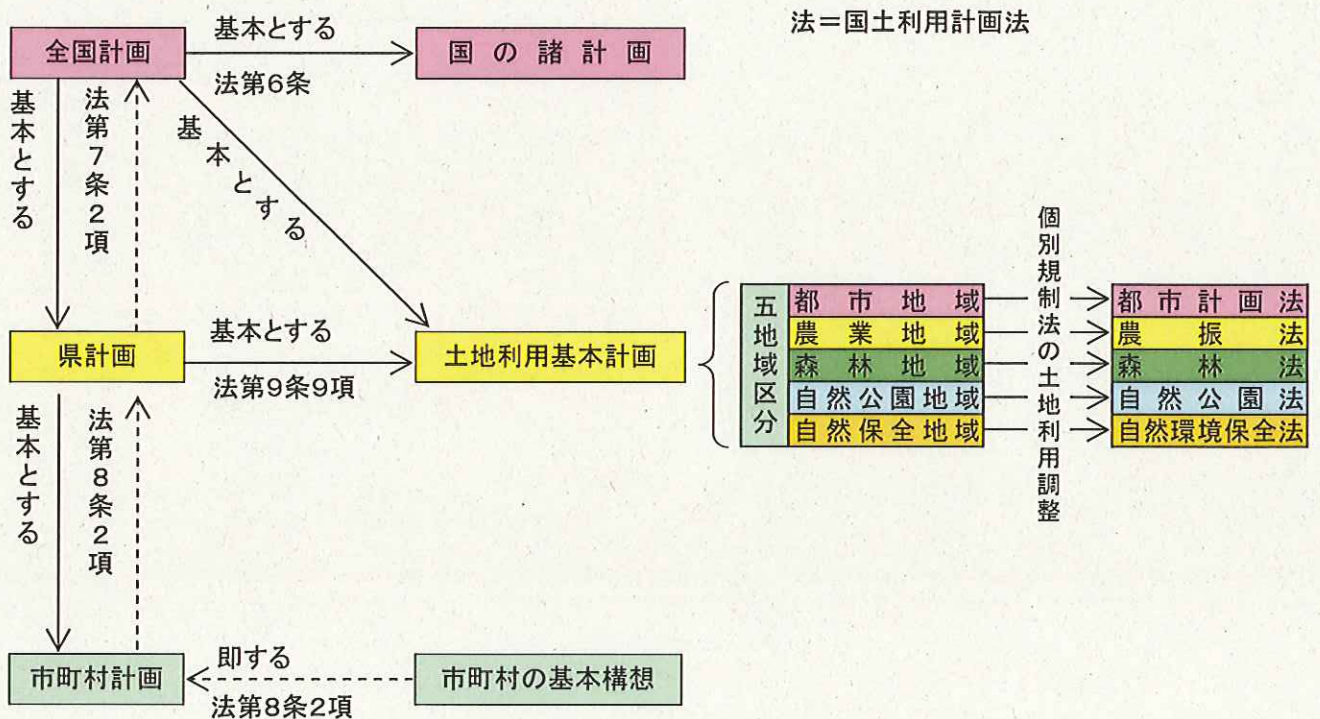 法＝国土利用計画法
全国計画
基本とする
法第6条
国の諸計画
基本とする
法第7条2項
基本とする
県計画
基本とする
法第9条9項
土地利用基本計画
五地域区分
都市地域
農業地域
森林地域
自然公園地域
自然保全地域
個別規制法の土地利用調整
都市計画法
農振法
森林法
自然公園法
自然環境保全法
基本とする
法第8条2項
市町村計画
即する
法第8条2項
市町村の基本構想